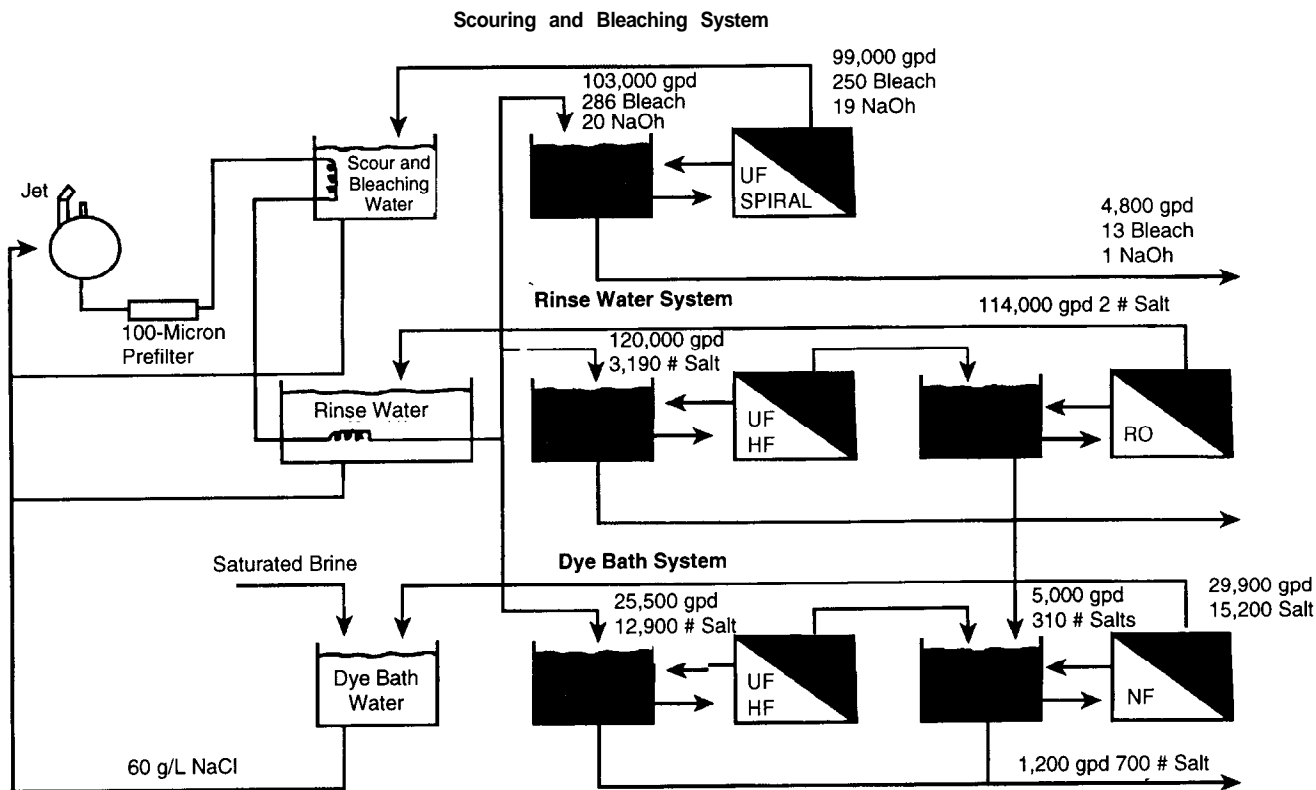 Scouring and Bleaching System
99,000 gpd
250 Bleach
19 NaOh
103,000 gpd
286 Bleach
20 NaOh
Scour and
Bleaching
Water
UF
SPIRAL
Jet
4,800 gpd
13 Bleach
1 NaOh
100-Micron
Prefilter
Rinse Water System
114,000 gpd 2 # Salt
120,000 gpd
3,190 # Salt
Rinse Water
UF
HF
RO
Dye Bath System
Saturated Brine
25,500 gpd
12,900 # Salt
5,000 gpd
310 # Salts
29,900 gpd
15,200 Salt
Dye Bath
Water
UF
HF
NF
60 g/L NaCl
1,200 gpd 700 # Salt